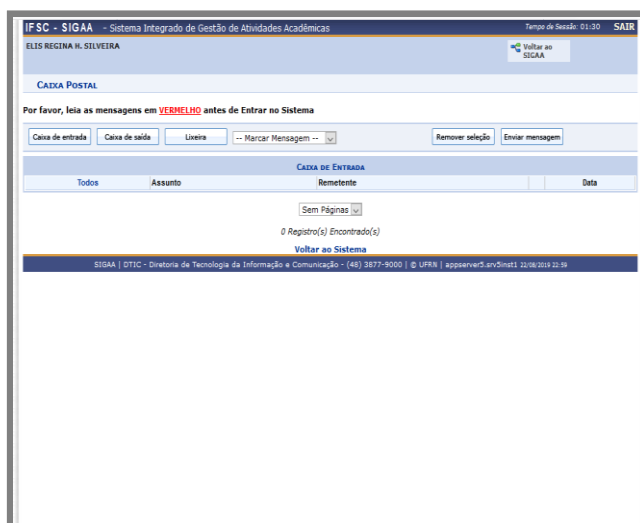 IFSC - SIGAA - Sistema Integrado de Gestão de Atividades Acadêmicas Tempo de Sessão: 01:30 SAIR
ELIS REGINA H. SILVEIRA Voltar ao SIGAA
CAIXA POSTAL
Por favor, leia as mensagens em VERMELHO antes de Entrar no Sistema
Caixa de entrada Caixa de saída Lixeira -- Marcar Mensagem -- Remover seleção Enviar mensagem
CAIXA DE ENTRADA
Todos Assunto Remetente Data
Sem Páginas
0 Registro(s) Encontrado(s)
Voltar ao Sistema
SIGAA | DTIC - Diretoria de Tecnologia da Informação e Comunicação - (48) 3877-9000 | © UFRN | appserver5.srv5inst1 22/08/2019 22:59